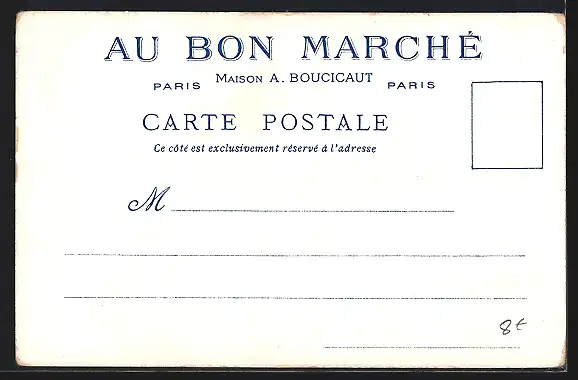 AU BON MARCHÉ
PARIS MAISON A. BOUCICAUT PARIS
CARTE POSTALE
Ce côté est exclusivement réservé à l'adresse
M
8€